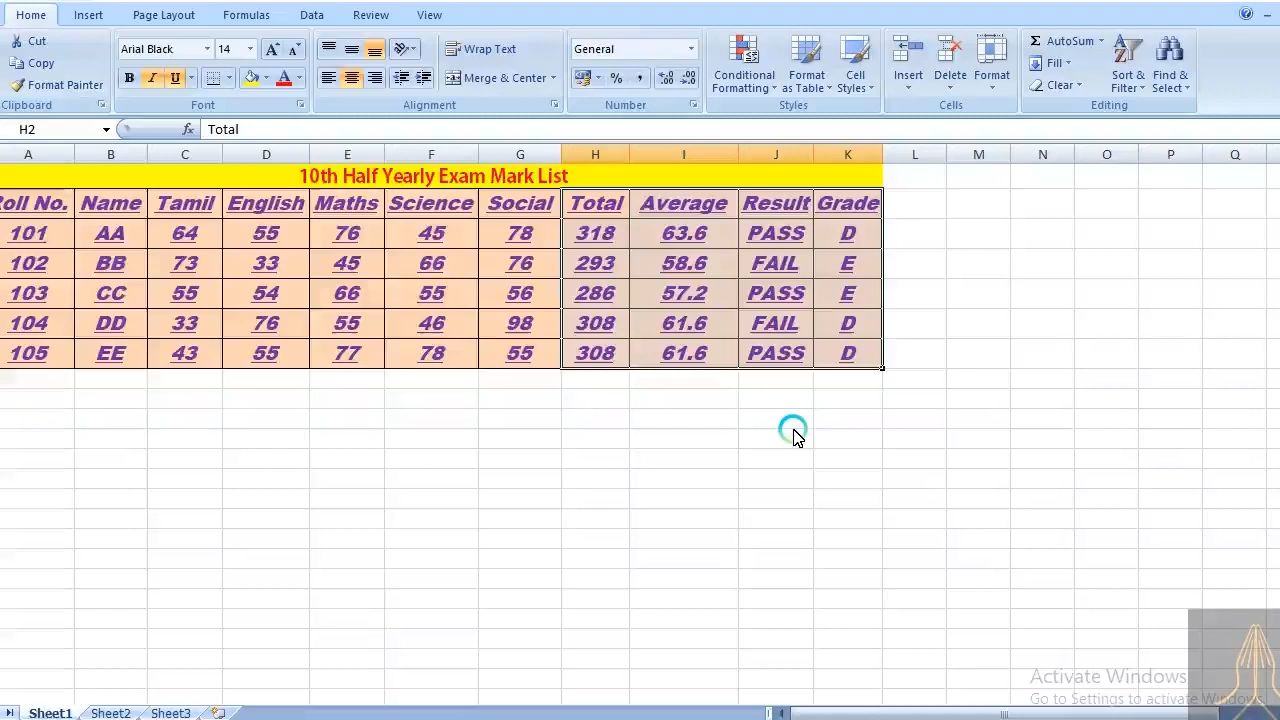 Home Insert Page Layout Formulas Data Review View
Cut
Copy
Format Painter
Clipboard
Arial Black 14
B I U
Font
Wrap Text
Merge & Center
Alignment
General
% ,
Number
Conditional Formatting
Format as Table
Cell Styles
Styles
Insert Delete Format
Cells
Σ AutoSum
Fill
Clear
Sort & Filter
Find & Select
Editing
H2 fx Total
A B C D E F G H I J K L M N O P Q
10th Half Yearly Exam Mark List
Roll No. Name Tamil English Maths Science Social Total Average Result Grade
101 AA 64 55 76 45 78 318 63.6 PASS D
102 BB 73 33 45 66 76 293 58.6 FAIL E
103 CC 55 54 66 55 56 286 57.2 PASS E
104 DD 33 76 55 46 98 308 61.6 FAIL D
105 EE 43 55 77 78 55 308 61.6 PASS D
Activate Windows
Go to Settings to activate Windows.
Sheet1 Sheet2 Sheet3